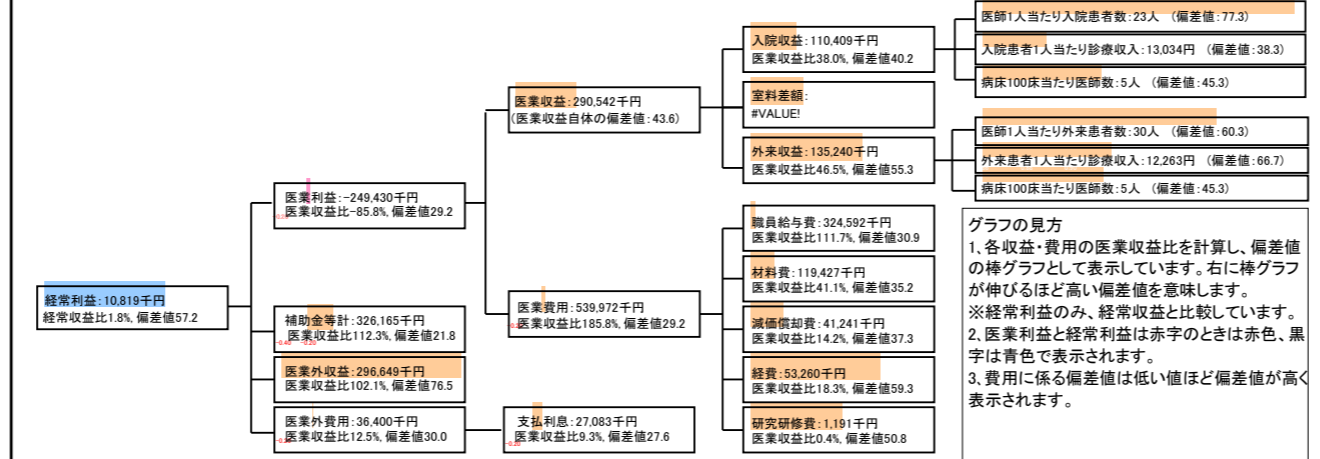 経常利益：10,819千円
経常収益比1.8%, 偏差値57.2
医業利益：-249,430千円
医業収益比-85.8%, 偏差値29.2
補助金等計：326,165千円
医業収益比112.3%, 偏差値21.8
-0.40 -0.20
医業外収益：296,649千円
医業収益比102.1%, 偏差値76.5
医業外費用：36,400千円
医業収益比12.5%, 偏差値30.0
医業収益：290,542千円
（医業収益自体の偏差値：43.6）
医業費用：539,972千円
医業収益比185.8%, 偏差値29.2
支払利息：27,083千円
医業収益比9.3%, 偏差値27.6
入院収益：110,409千円
医業収益比38.0%, 偏差値40.2
室料差額：
#VALUE!
外来収益：135,240千円
医業収益比46.5%, 偏差値55.3
職員給与費：324,592千円
医業収益比111.7%, 偏差値30.9
材料費：119,427千円
医業収益比41.1%, 偏差値35.2
減価償却費：41,241千円
医業収益比14.2%, 偏差値37.3
経費：53,260千円
医業収益比18.3%, 偏差値59.3
研究研修費：1,191千円
医業収益比0.4%, 偏差値50.8
医師1人当たり入院患者数：23人　（偏差値：77.3）
入院患者1人当たり診療収入：13,034円　（偏差値：38.3）
病床100床当たり医師数：5人　（偏差値：45.3）
医師1人当たり外来患者数：30人　（偏差値：60.3）
外来患者1人当たり診療収入：12,263円　（偏差値：66.7）
病床100床当たり医師数：5人　（偏差値：45.3）
グラフの見方
1、各収益・費用の医業収益比を計算し、偏差値
の棒グラフとして表示しています。右に棒グラフ
が伸びるほど高い偏差値を意味します。
※経常利益のみ、経常収益と比較しています。
2、医業利益と経常利益は赤字のときは赤色、黒
字は青色で表示されます。
3、費用に係る偏差値は低い値ほど偏差値が高く
表示されます。